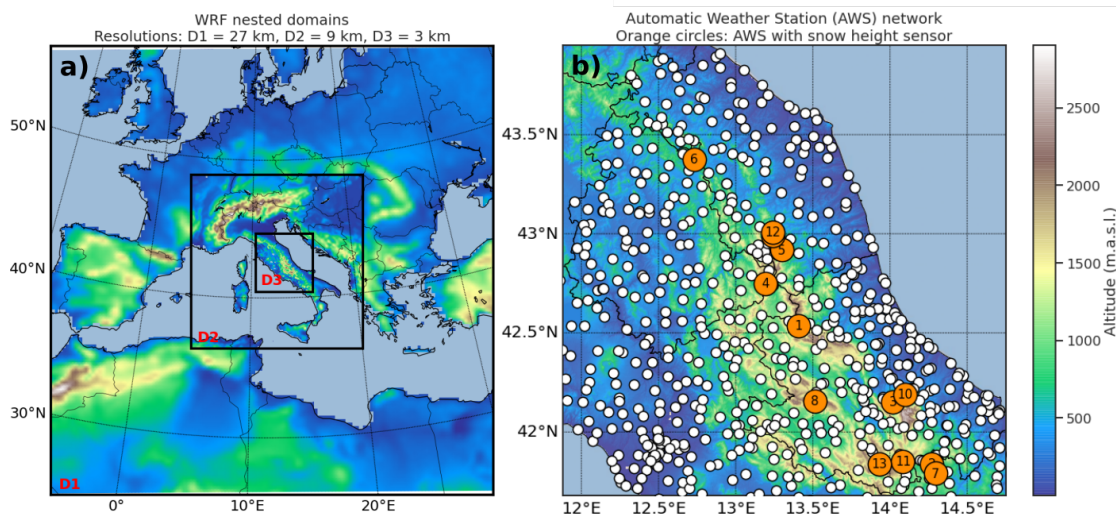 WRF nested domains
Resolutions: D1 = 27 km, D2 = 9 km, D3 = 3 km
a)
50°N
40°N
30°N
D3
D2
D1
0°
10°E
20°E
Automatic Weather Station (AWS) network
Orange circles: AWS with snow height sensor
b)
43.5°N
43°N
42.5°N
42°N
6
12
5
4
1
8
3
10
13
11
2
7
12°E
12.5°E
13°E
13.5°E
14°E
14.5°E
2500
2000
1500
1000
500
Altitude (m.a.s.l.)